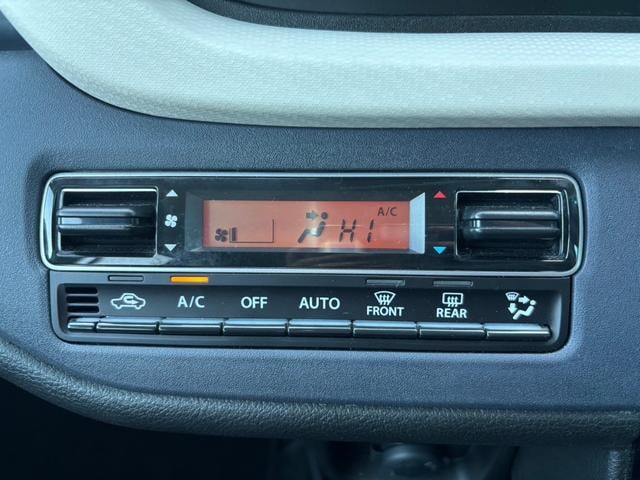 A/C
HI
A/C OFF AUTO FRONT REAR